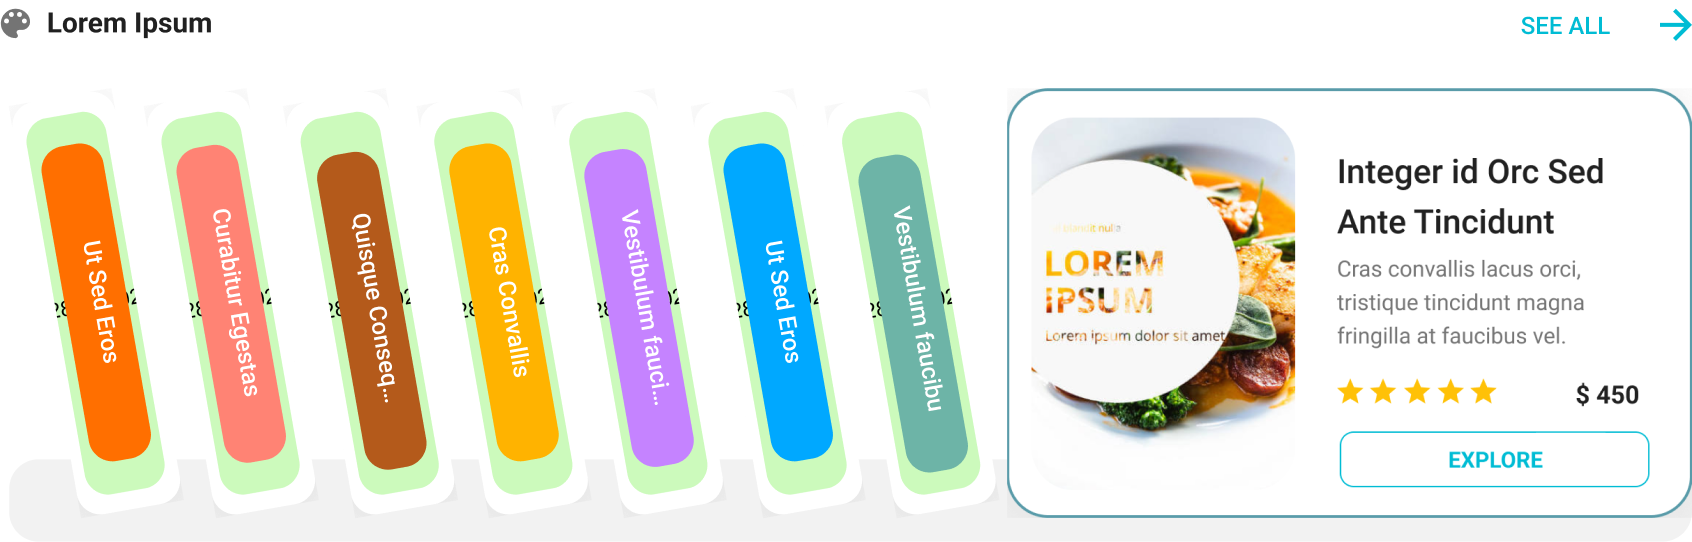 Lorem Ipsum
SEE ALL
Ut Sed Eros
Curabitur Egestas
Quisque Conseq...
Cras Convallis
Vestibulum fauci...
Ut Sed Eros
Vestibulum faucibu
LOREM
IPSUM
Lorem ipsum dolor sit amet
Integer id Orc Sed
Ante Tincidunt
Cras convallis lacus orci,
tristique tincidunt magna
fringilla at faucibus vel.
$ 450
EXPLORE